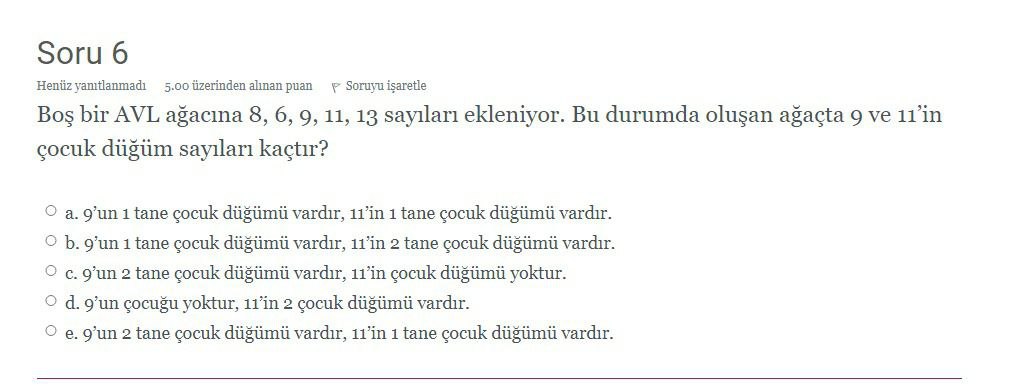 Soru 6
Henüz yanıtlanmadı 5.00 üzerinden alınan puan Soruyu işaretle
Boş bir AVL ağacına 8, 6, 9, 11, 13 sayıları ekleniyor. Bu durumda oluşan ağaçta 9 ve 11’in
çocuk düğüm sayıları kaçtır?
a. 9’un 1 tane çocuk düğümü vardır, 11’in 1 tane çocuk düğümü vardır.
b. 9’un 1 tane çocuk düğümü vardır, 11’in 2 tane çocuk düğümü vardır.
c. 9’un 2 tane çocuk düğümü vardır, 11’in çocuk düğümü yoktur.
d. 9’un çocuğu yoktur, 11’in 2 çocuk düğümü vardır.
e. 9’un 2 tane çocuk düğümü vardır, 11’in 1 tane çocuk düğümü vardır.